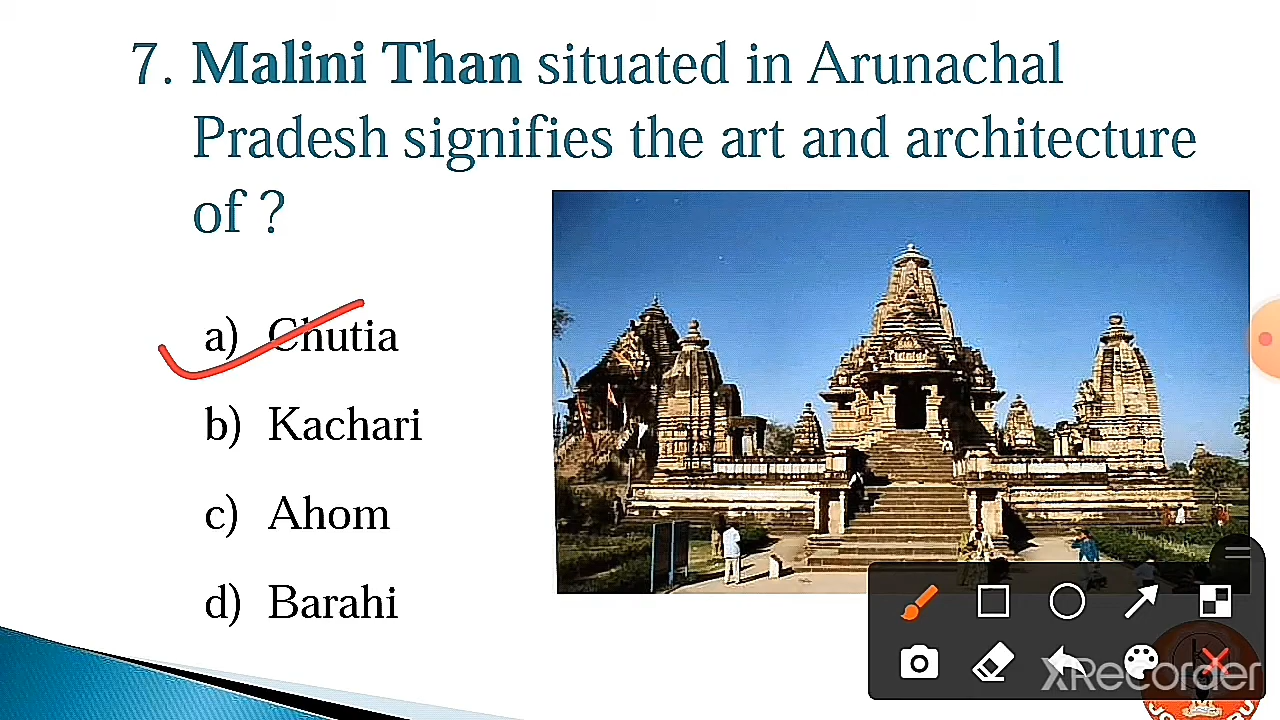 7. Malini Than situated in Arunachal
Pradesh signifies the art and architecture
of ?
a) Chutia
b) Kachari
c) Ahom
d) Barahi
XRecorder